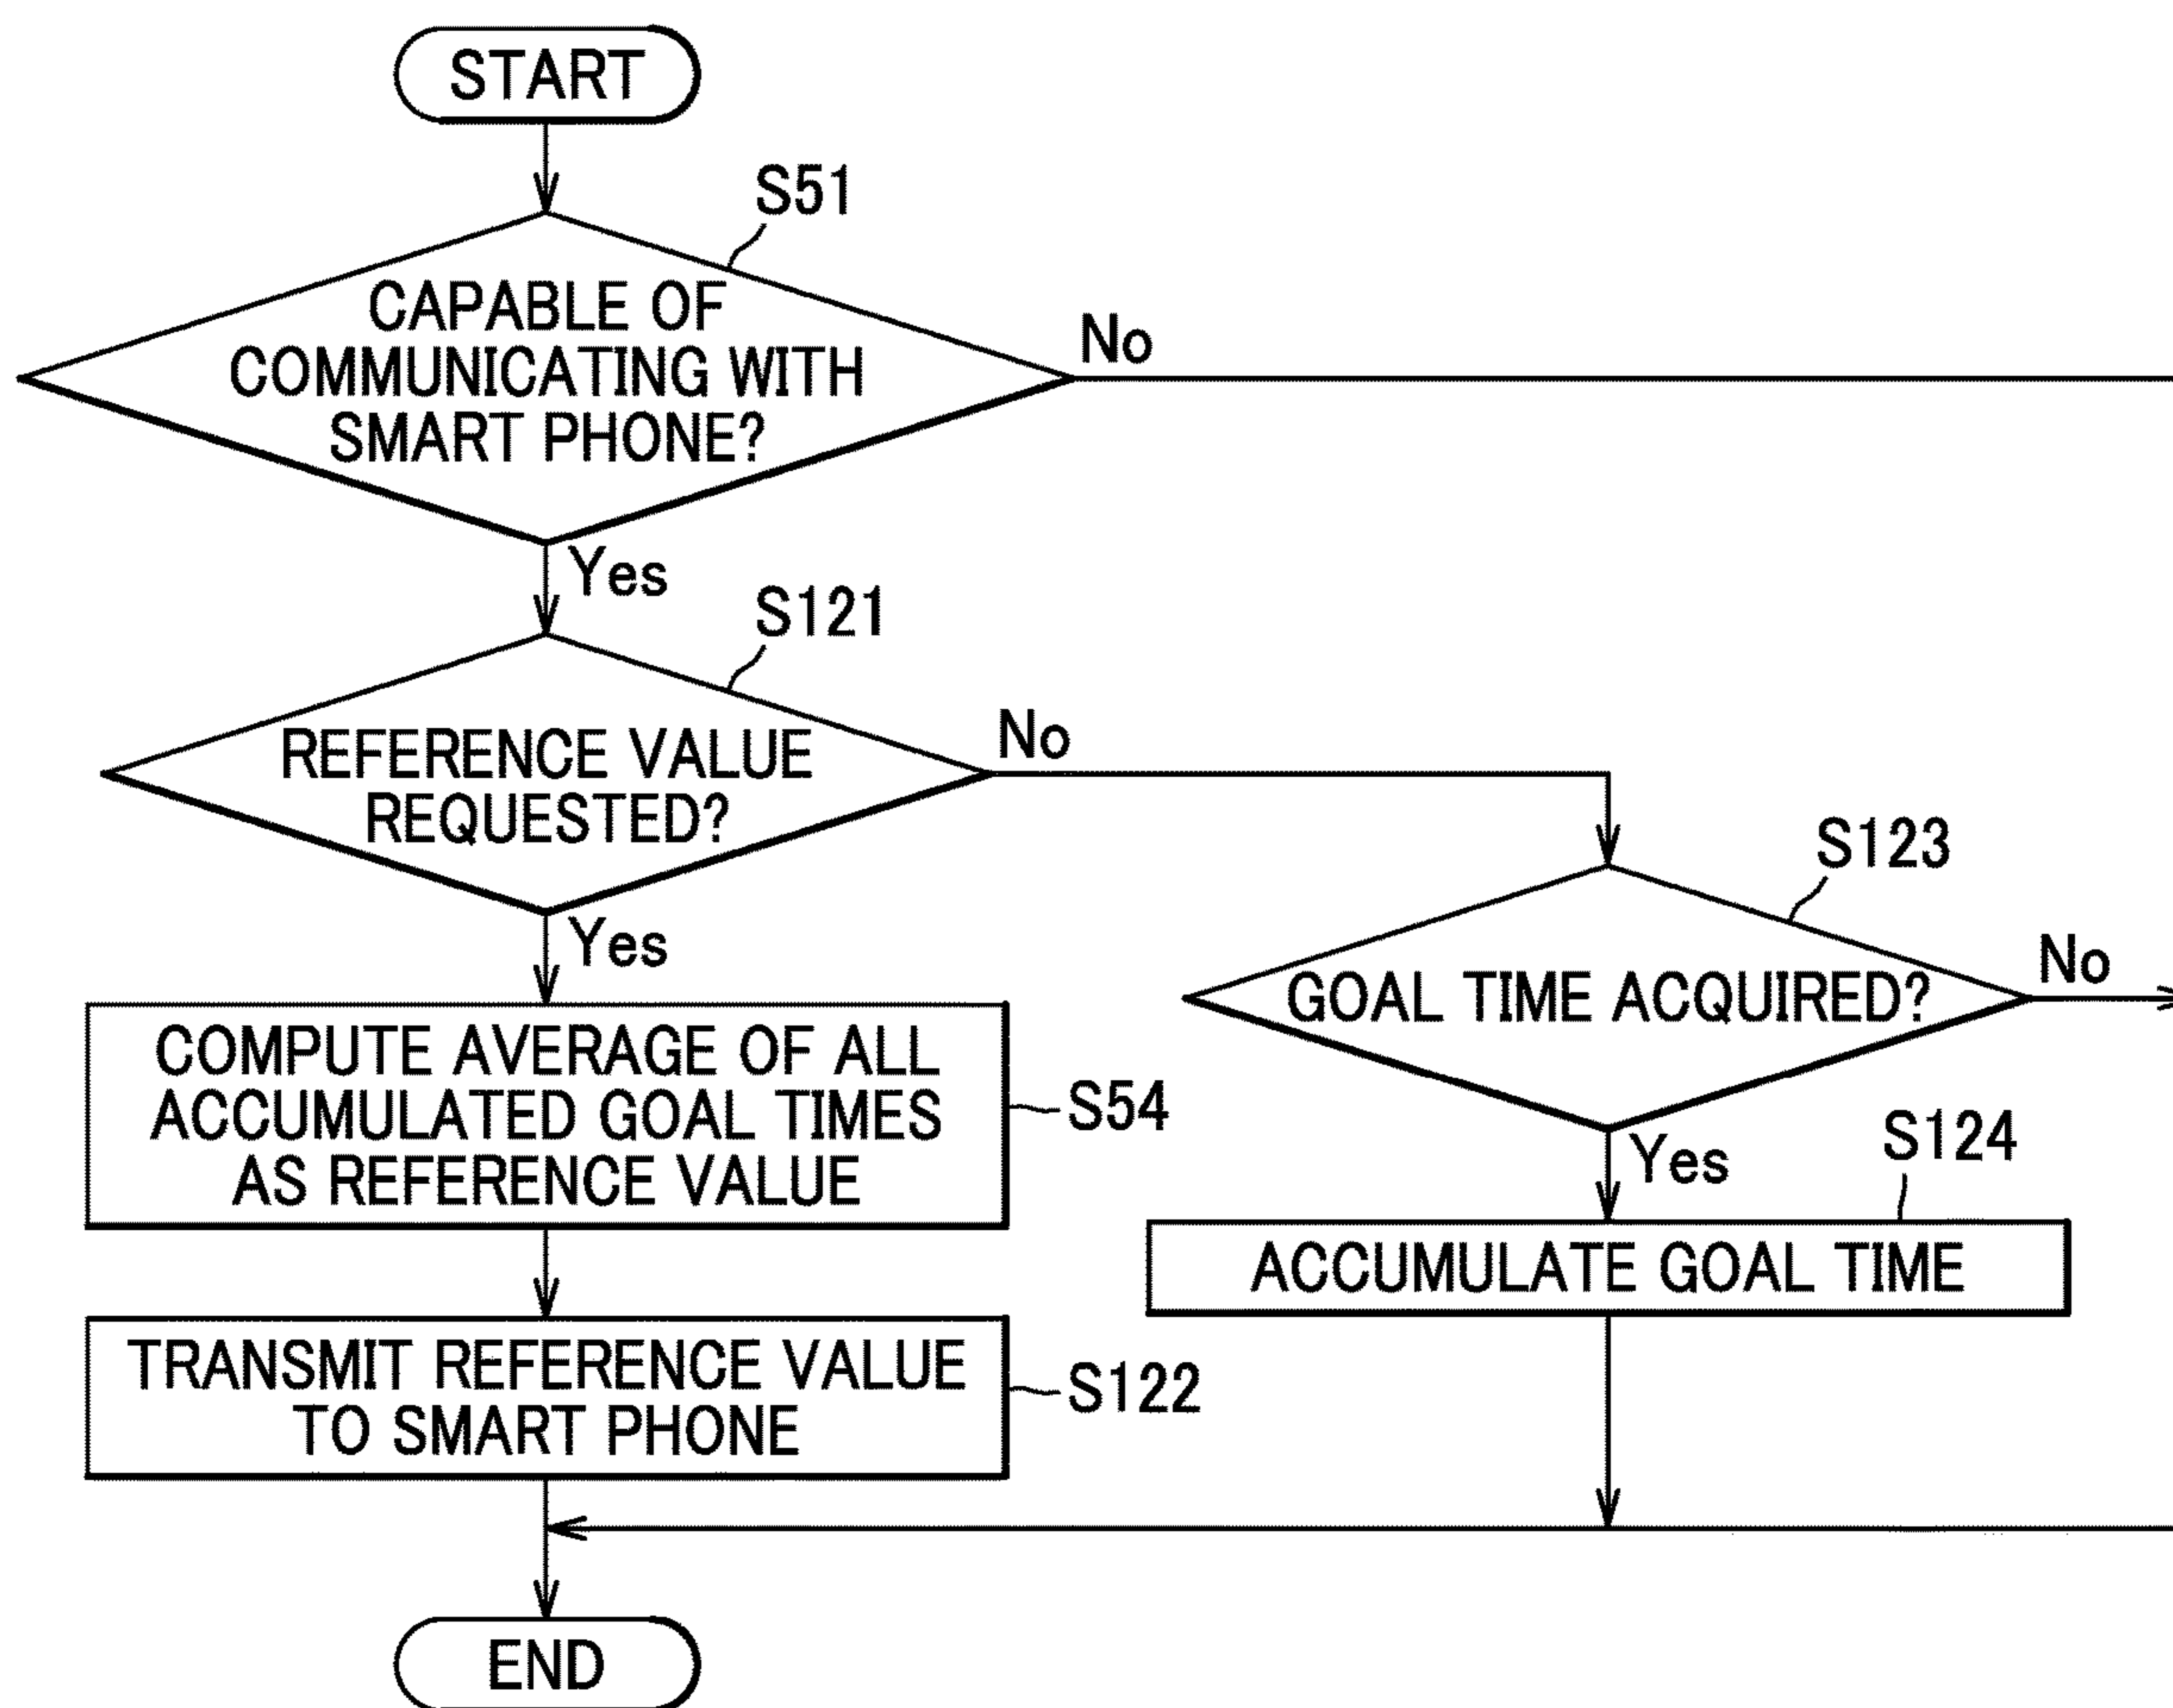 START
S51
CAPABLE OF
COMMUNICATING WITH
SMART PHONE?
No
Yes
S121
REFERENCE VALUE
REQUESTED?
No
Yes
S123
GOAL TIME ACQUIRED?
No
Yes
COMPUTE AVERAGE OF ALL
ACCUMULATED GOAL TIMES
AS REFERENCE VALUE
S54
S124
ACCUMULATE GOAL TIME
TRANSMIT REFERENCE VALUE
TO SMART PHONE
S122
END